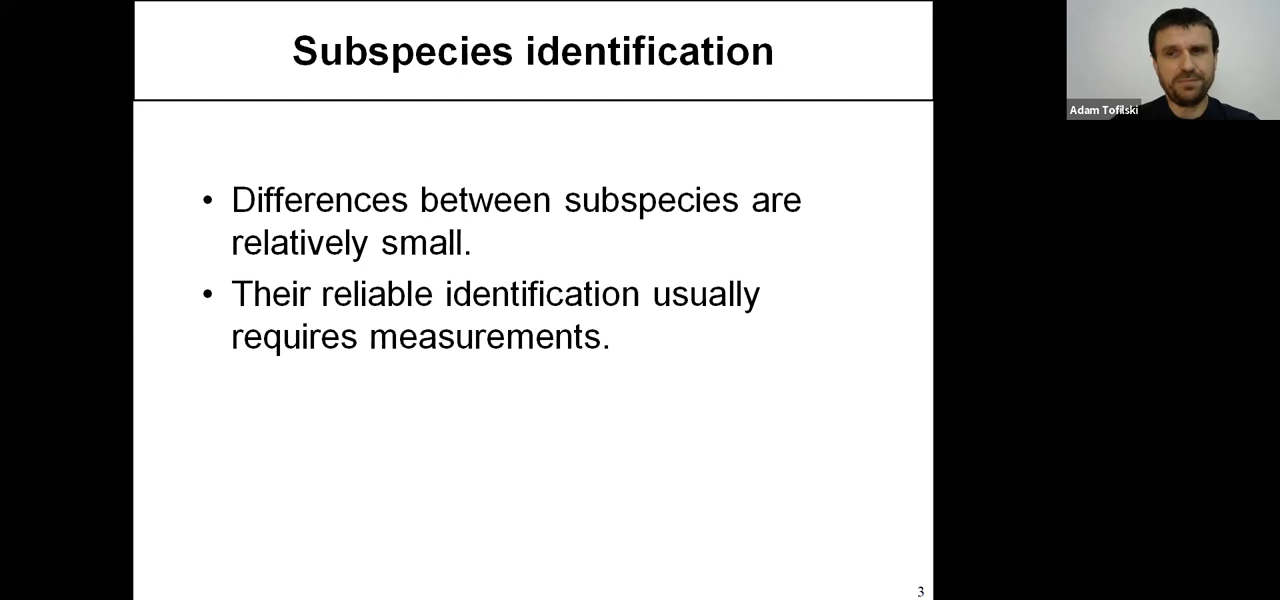 Subspecies identification
• Differences between subspecies are
relatively small.
• Their reliable identification usually
requires measurements.
3
Adam Tofilski